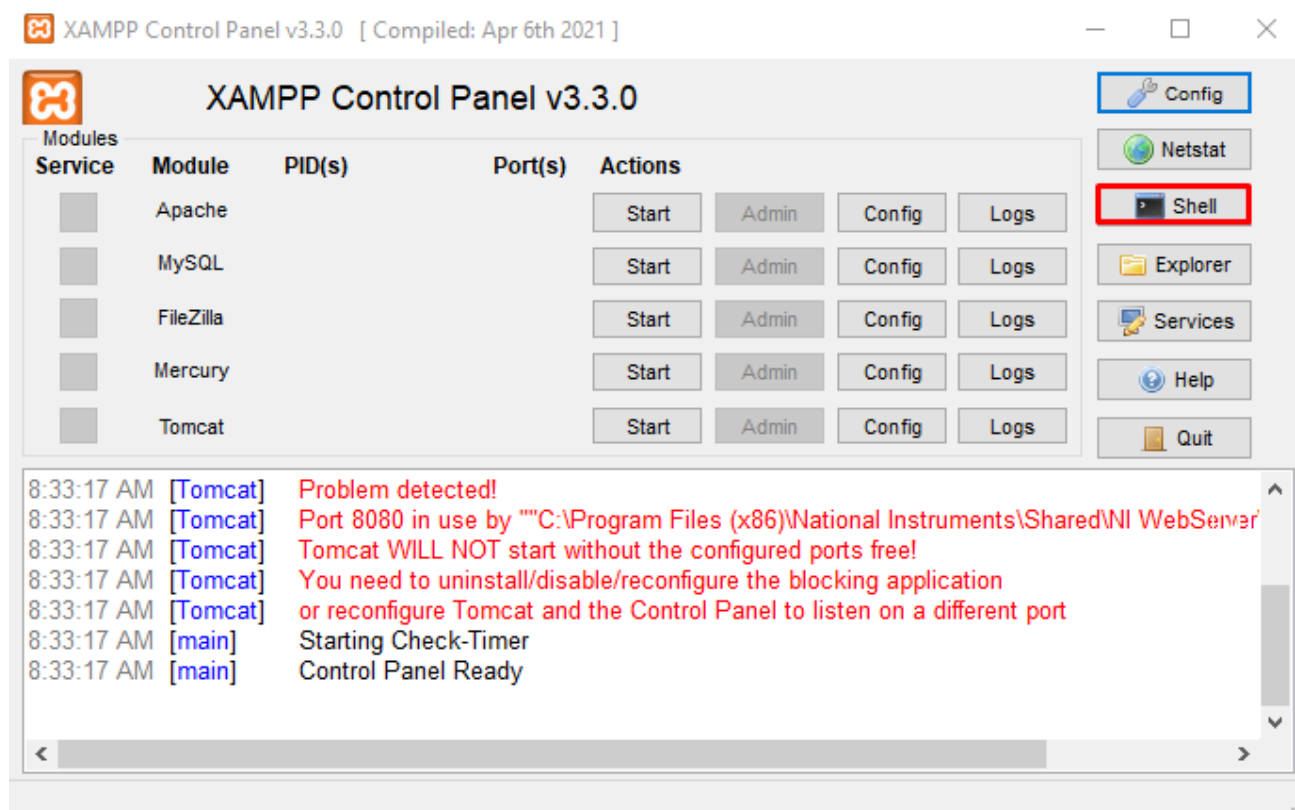 XAMPP Control Panel v3.3.0 [ Compiled: Apr 6th 2021 ]
XAMPP Control Panel v3.3.0
Config
Modules
Netstat
Service Module PID(s) Port(s) Actions
Apache Start Admin Config Logs
Shell
MySQL Start Admin Config Logs
Explorer
FileZilla Start Admin Config Logs
Services
Mercury Start Admin Config Logs
Help
Tomcat Start Admin Config Logs
Quit
8:33:17 AM [Tomcat] Problem detected!
8:33:17 AM [Tomcat] Port 8080 in use by ""C:\Program Files (x86)\National Instruments\Shared\NI WebServer\
8:33:17 AM [Tomcat] Tomcat WILL NOT start without the configured ports free!
8:33:17 AM [Tomcat] You need to uninstall/disable/reconfigure the blocking application
8:33:17 AM [Tomcat] or reconfigure Tomcat and the Control Panel to listen on a different port
8:33:17 AM [main] Starting Check-Timer
8:33:17 AM [main] Control Panel Ready